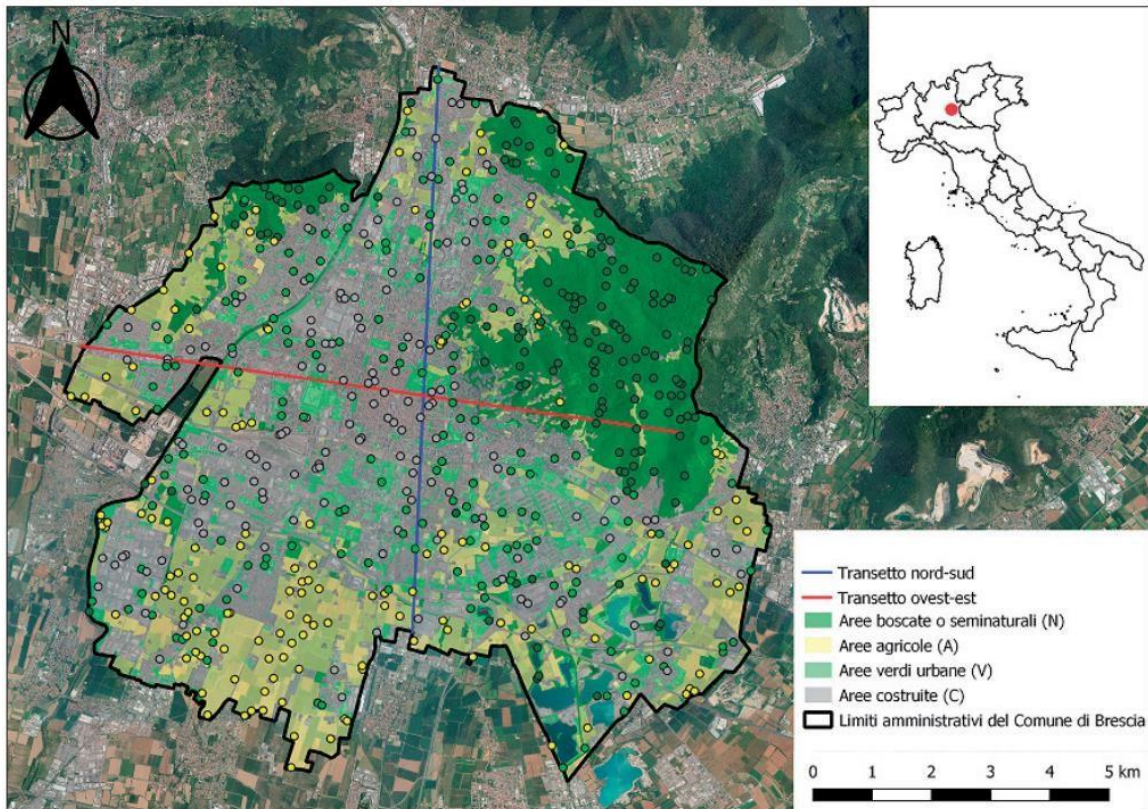 N
Transetto nord-sud
Transetto ovest-est
Aree boscate o seminaturali (N)
Aree agricole (A)
Aree verdi urbane (V)
Aree costruite (C)
Limiti amministrativi del Comune di Brescia
0 1 2 3 4 5 km